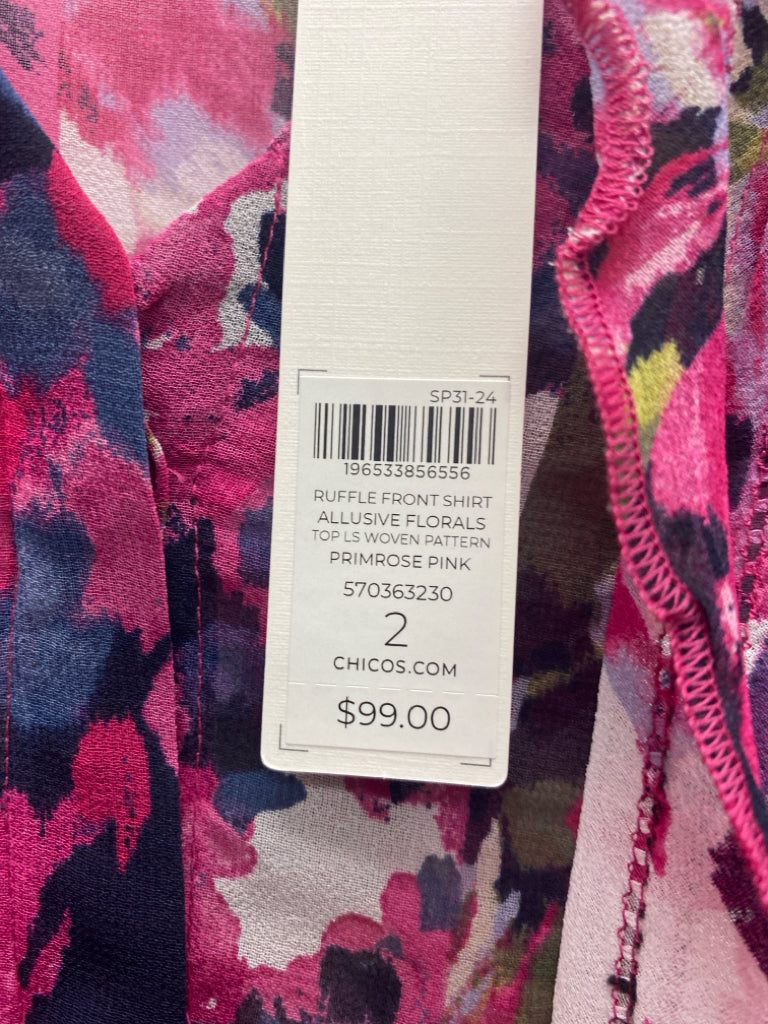 SP31-24
196533856556
RUFFLE FRONT SHIRT
ALLUSIVE FLORALS
TOP LS WOVEN PATTERN
PRIMROSE PINK
570363230
2
CHICOS.COM
$99.00